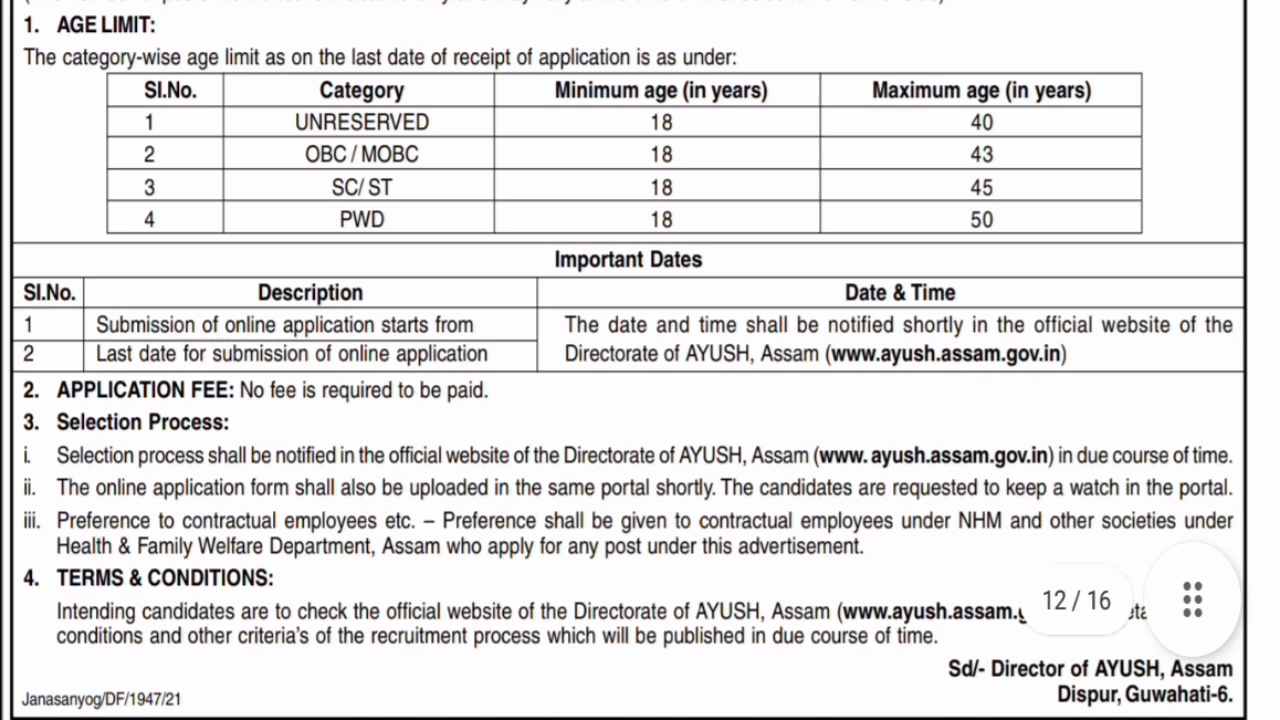 1. AGE LIMIT:
The category-wise age limit as on the last date of receipt of application is as under:
Sl.No. Category Minimum age (in years) Maximum age (in years)
1 UNRESERVED 18 40
2 OBC / MOBC 18 43
3 SC/ ST 18 45
4 PWD 18 50
Important Dates
Sl.No. Description Date & Time
1 Submission of online application starts from The date and time shall be notified shortly in the official website of the
2 Last date for submission of online application Directorate of AYUSH, Assam (www.ayush.assam.gov.in)
2. APPLICATION FEE: No fee is required to be paid.
3. Selection Process:
i. Selection process shall be notified in the official website of the Directorate of AYUSH, Assam (www. ayush.assam.gov.in) in due course of time.
ii. The online application form shall also be uploaded in the same portal shortly. The candidates are requested to keep a watch in the portal.
iii. Preference to contractual employees etc. – Preference shall be given to contractual employees under NHM and other societies under
Health & Family Welfare Department, Assam who apply for any post under this advertisement.
4. TERMS & CONDITIONS:
Intending candidates are to check the official website of the Directorate of AYUSH, Assam (www.ayush.assam.
12 / 16
conditions and other criteria's of the recruitment process which will be published in due course of time.
Sd/- Director of AYUSH, Assam
Dispur, Guwahati-6.
Janasanyog/DF/1947/21